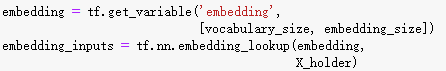 embedding = tf.get_variable('embedding',
                            [vocabulary_size, embedding_size])
embedding_inputs = tf.nn.embedding_lookup(embedding,
                                          X_holder)